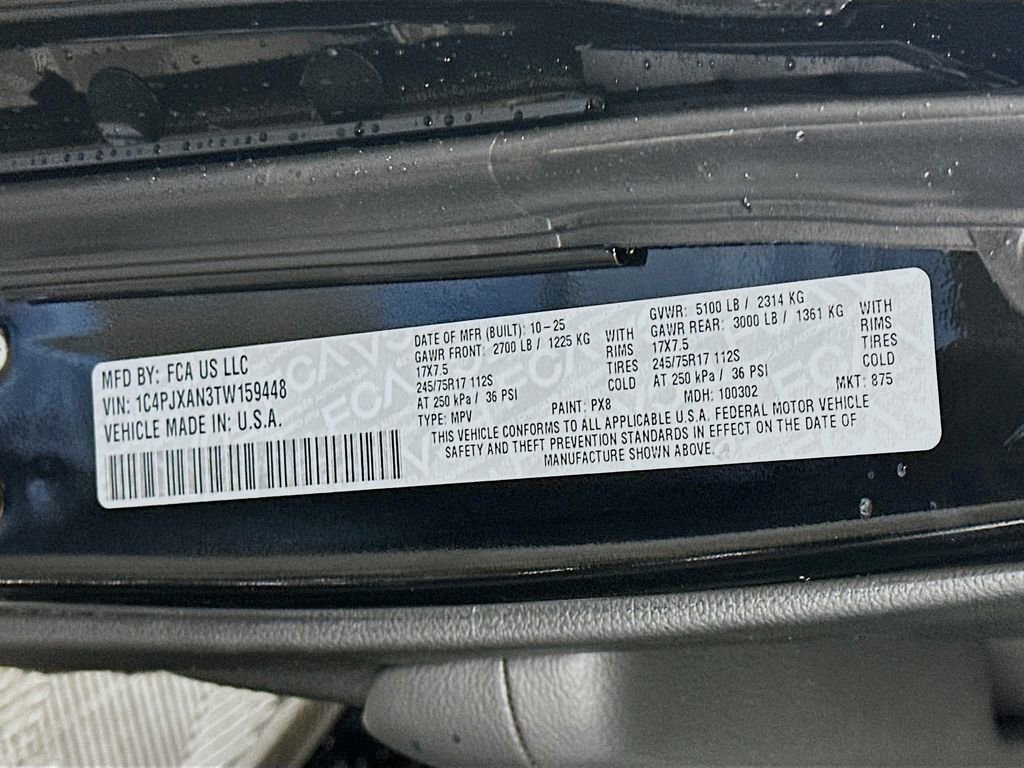 MFD BY: FCA US LLC
VIN: 1C4PJXAN3TW159448
VEHICLE MADE IN: U.S.A.
DATE OF MFR (BUILT): 10-25
GAWR FRONT: 2700 LB / 1225 KG WITH
17X7.5 RIMS
245/75R17 112S TIRES
AT 250 kPA / 36 PSI COLD
TYPE: MPV
GVWR: 5100 LB / 2314 KG
GAWR REAR: 3000 LB / 1361 KG WITH
17X7.5 RIMS
245/75R17 112S TIRES
AT 250 kPA / 36 PSI COLD
PAINT: PX8 MDH: 100302 MKT: 875
THIS VEHICLE CONFORMS TO ALL APPLICABLE U.S.A. FEDERAL MOTOR VEHICLE
SAFETY AND THEFT PREVENTION STANDARDS IN EFFECT ON THE DATE OF
MANUFACTURE SHOWN ABOVE.